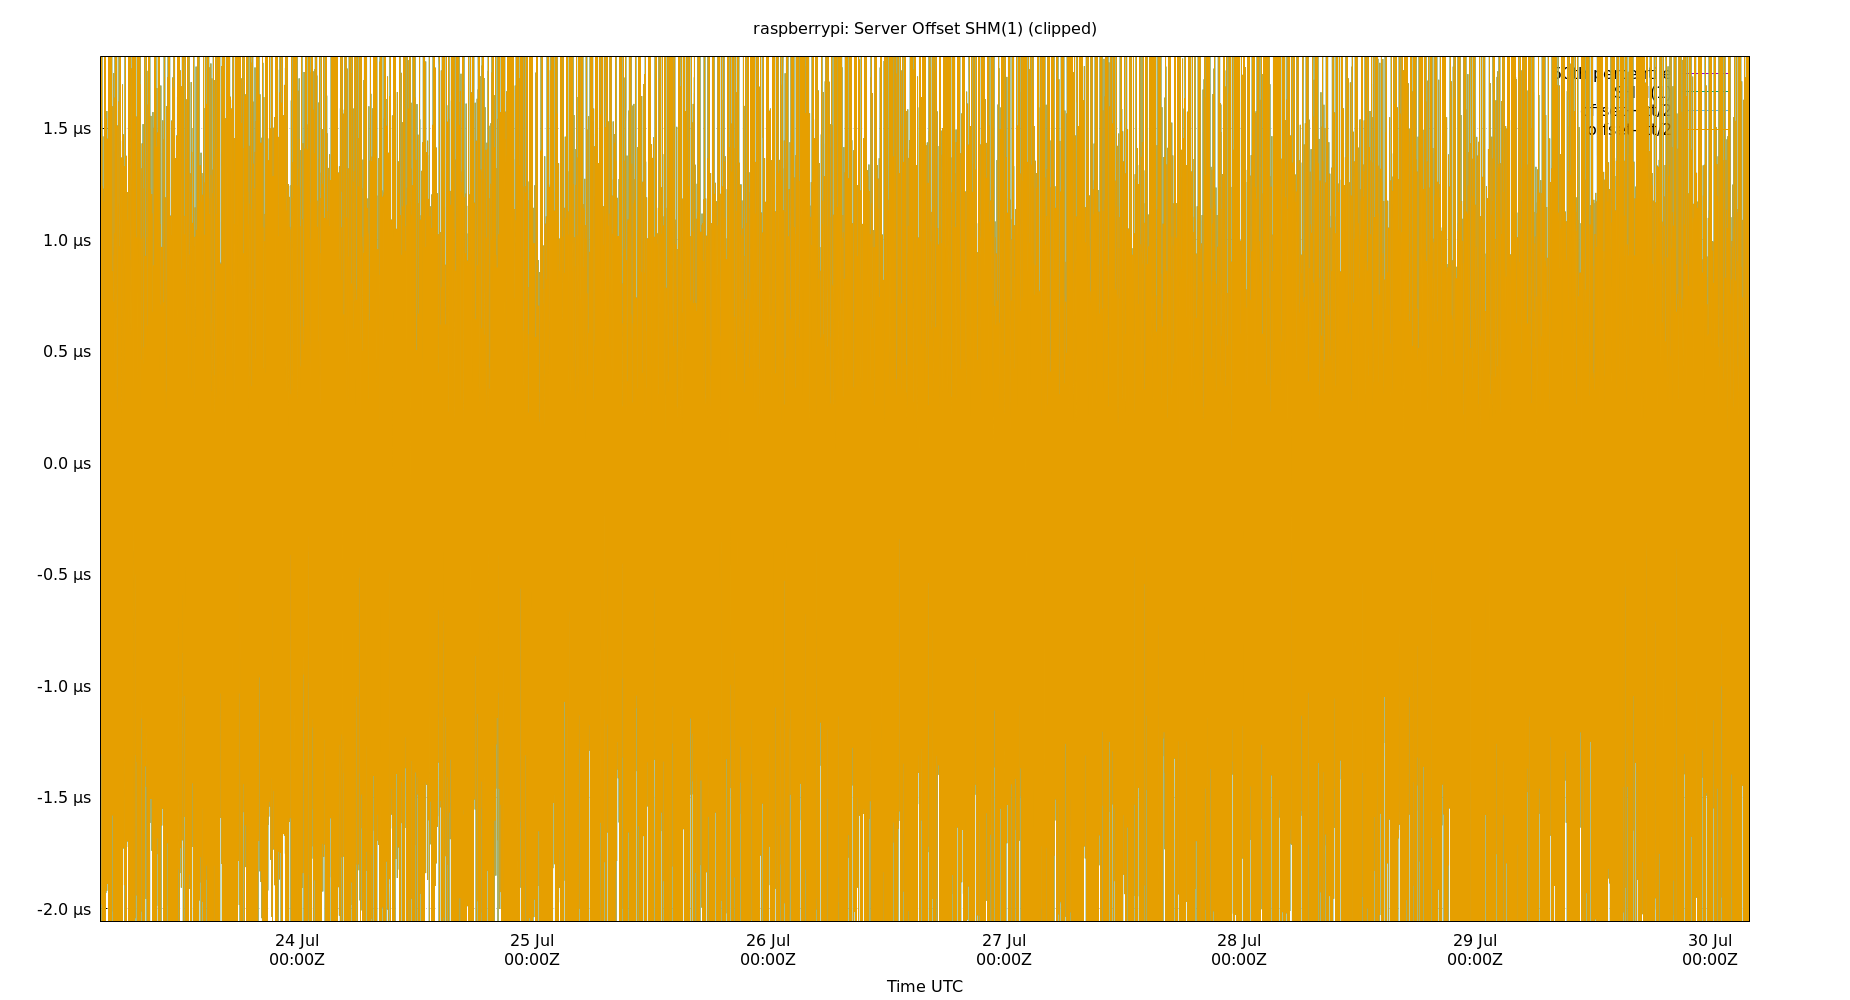 raspberrypi: Server Offset SHM(1) (clipped)
1.5 µs
1.0 µs
0.5 µs
0.0 µs
-0.5 µs
-1.0 µs
-1.5 µs
-2.0 µs
24 Jul 25 Jul 26 Jul 27 Jul 28 Jul 29 Jul 30 Jul
00:00Z 00:00Z 00:00Z 00:00Z 00:00Z 00:00Z 00:00Z
Time UTC